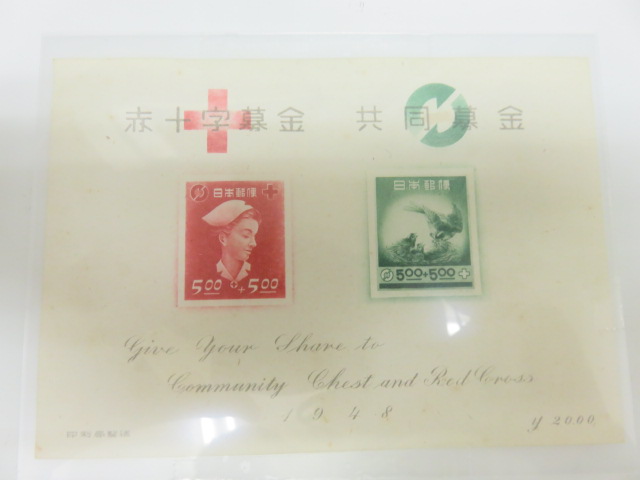 赤十字募金 共同募金
日本郵便
5.00 + 5.00
日本郵便
5.00+5.00
Give Your Share to
Community Chest and Red Cross
1948
y 20.00